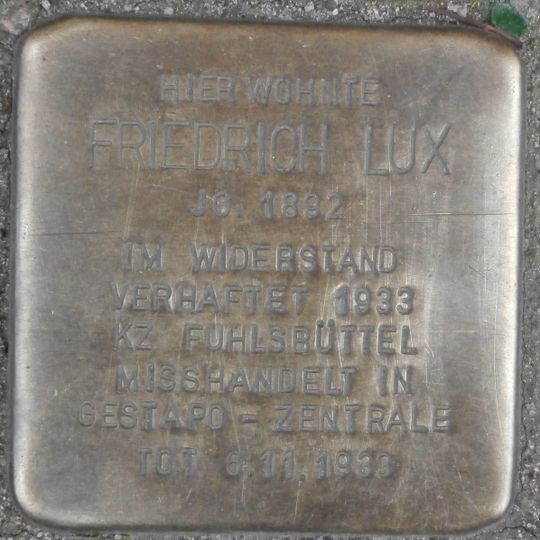 HIER WOHNTE
FRIEDRICH LUX
JG. 1892
IM WIDERSTAND
VERHAFTET 1933
KZ FUHLSBÜTTEL
MISSHANDELT IN
GESTAPO-ZENTRALE
TOT 6.11.1933